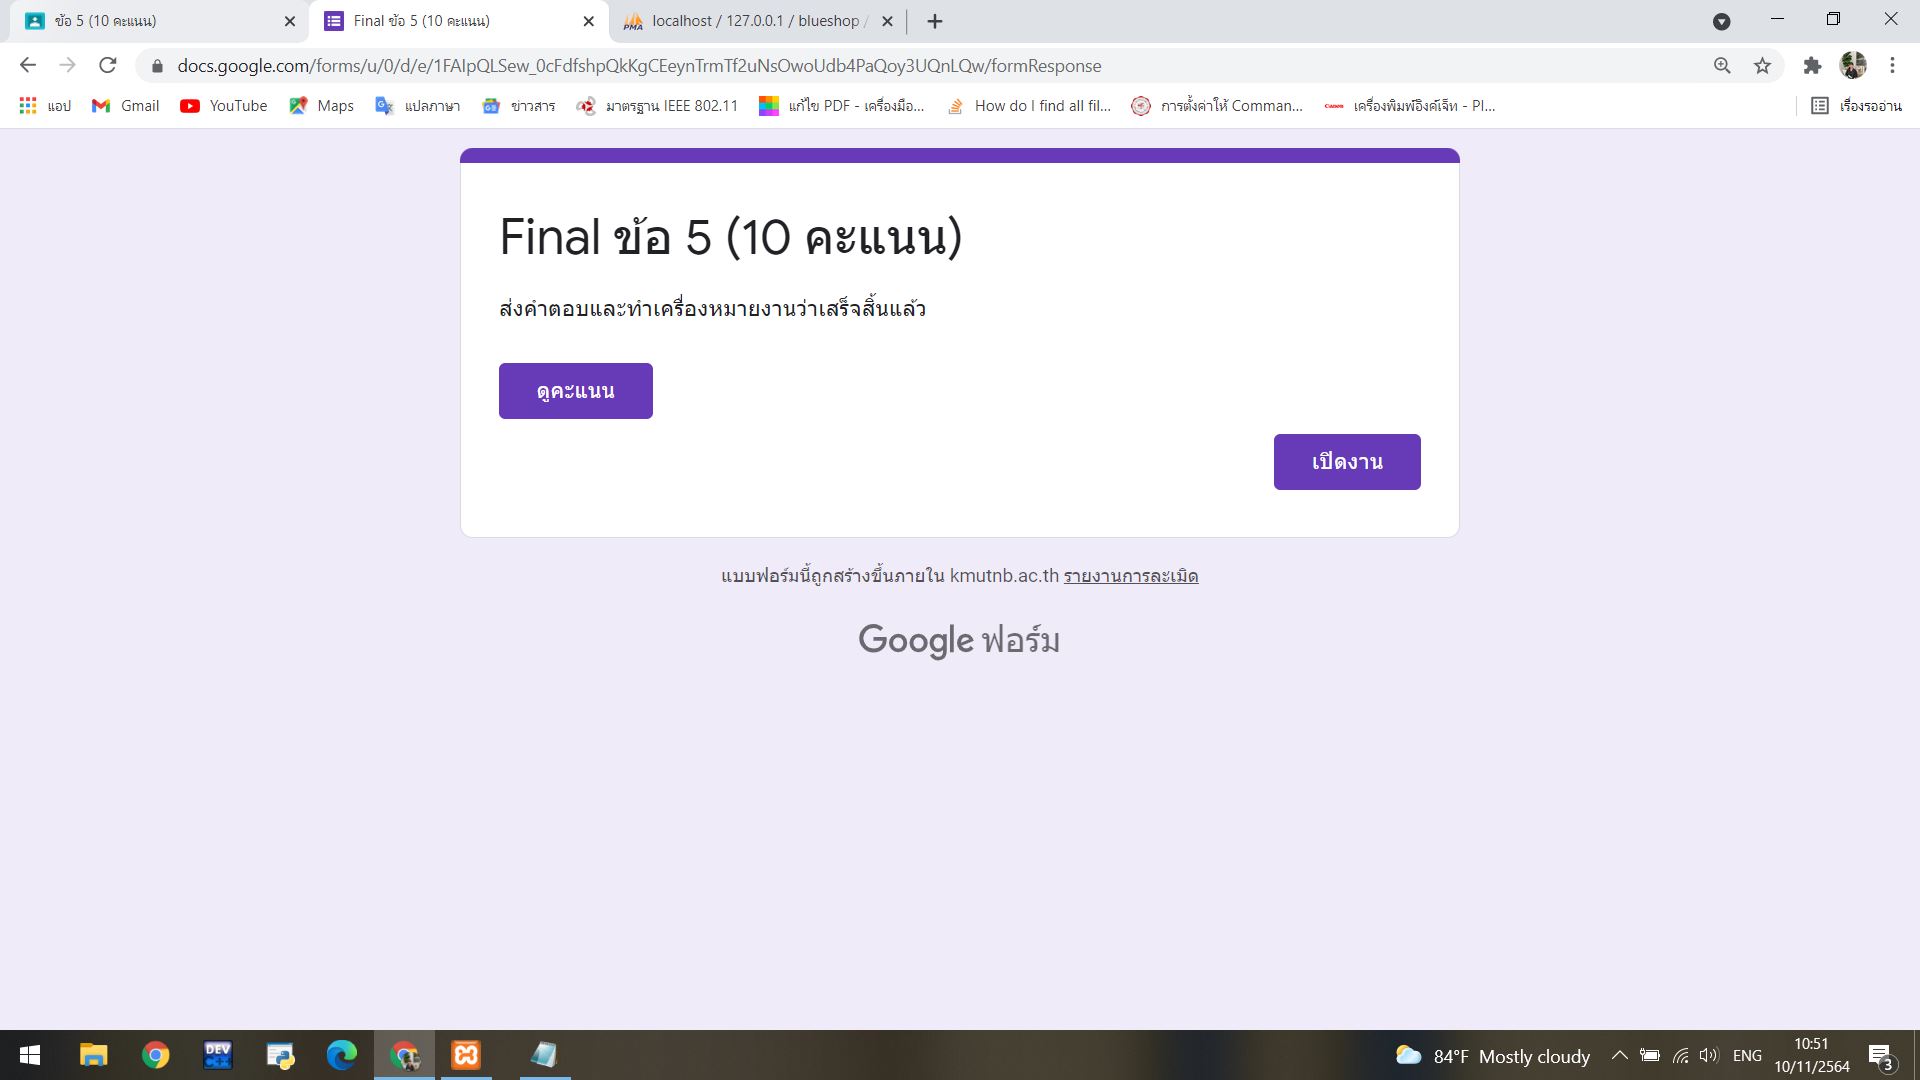 ข้อ 5 (10 คะแนน)
Final ข้อ 5 (10 คะแนน)
localhost / 127.0.0.1 / blueshop /
docs.google.com/forms/u/0/d/e/1FAIpQLSew_0cFdfshpQkKgCEeynTrmTf2uNsOwoUdb4PaQoy3UQnLQw/formResponse
แอป Gmail YouTube Maps แปลภาษา ข่าวสาร มาตรฐาน IEEE 802.11 แก้ไข PDF - เครื่องมือ... How do I find all fil... การตั้งค่าให้ Comman... เครื่องพิมพ์อิงค์เจ็ท - PI... เรื่องรออ่าน
Final ข้อ 5 (10 คะแนน)
ส่งคำตอบและทำเครื่องหมายงานว่าเสร็จสิ้นแล้ว
ดูคะแนน
เปิดงาน
แบบฟอร์มนี้ถูกสร้างขึ้นภายใน kmutnb.ac.th รายงานการละเมิด
Google ฟอร์ม
84°F Mostly cloudy
ENG
10:51
10/11/2564
3